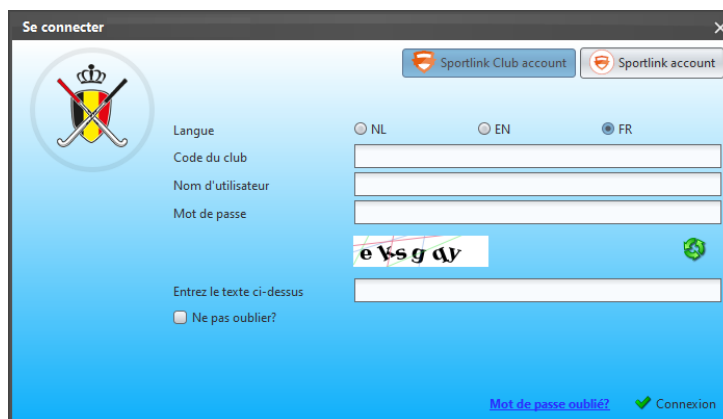 Se connecter
Sportlink Club account
Sportlink account
Langue
NL
EN
FR
Code du club
Nom d'utilisateur
Mot de passe
eksgqy
Entrez le texte ci-dessus
Ne pas oublier?
Mot de passe oublié?
Connexion